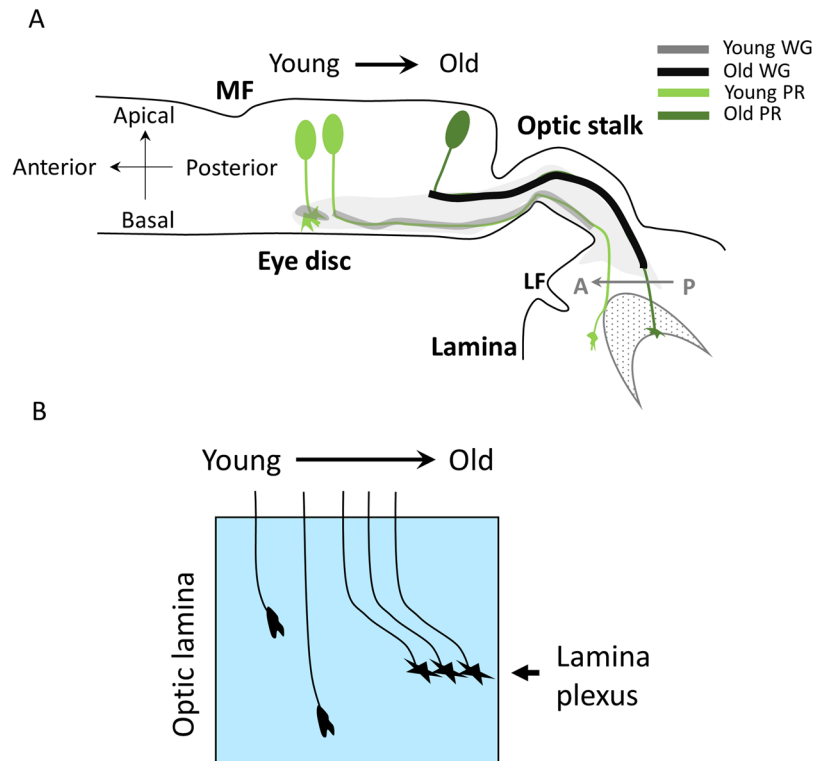 A
Young Old
MF
Apical
Anterior Posterior
Basal
Eye disc
Optic stalk
Young WG
Old WG
Young PR
Old PR
LF
A P
Lamina
B
Young Old
Optic lamina
Lamina
plexus